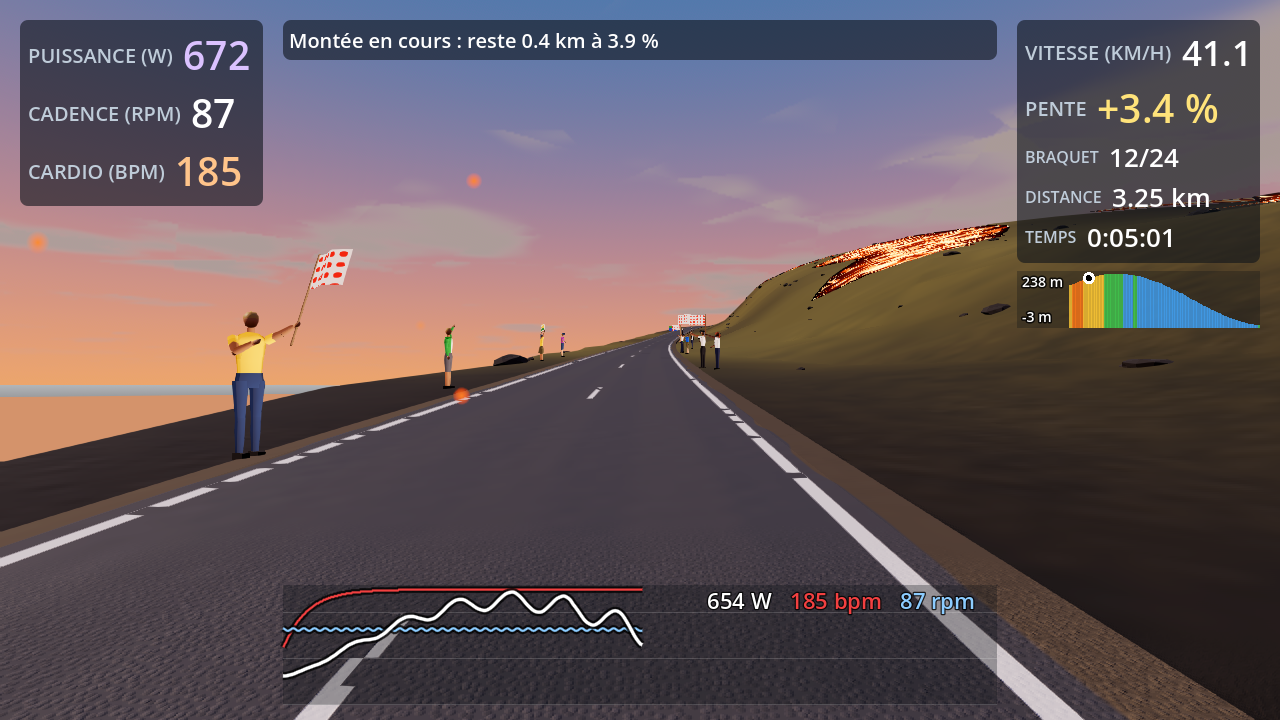 PUISSANCE (W) 672
CADENCE (RPM) 87
CARDIO (BPM) 185
Montée en cours : reste 0.4 km à 3.9 %
VITESSE (KM/H) 41.1
PENTE +3.4 %
BRAQUET 12/24
DISTANCE 3.25 km
TEMPS 0:05:01
238 m
-3 m
654 W 185 bpm 87 rpm